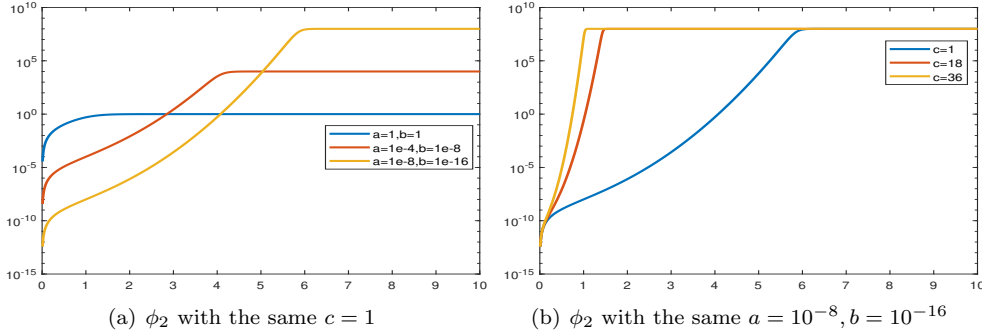 10^10
10^5
10^0
10^-5
10^-10
10^-15
a=1,b=1
a=1e-4,b=1e-8
a=1e-8,b=1e-16
0 1 2 3 4 5 6 7 8 9 10
(a) ϕ₂ with the same c = 1
10^10
10^5
10^0
10^-5
10^-10
10^-15
c=1
c=18
c=36
0 1 2 3 4 5 6 7 8 9 10
(b) ϕ₂ with the same a = 10^-8, b = 10^-16